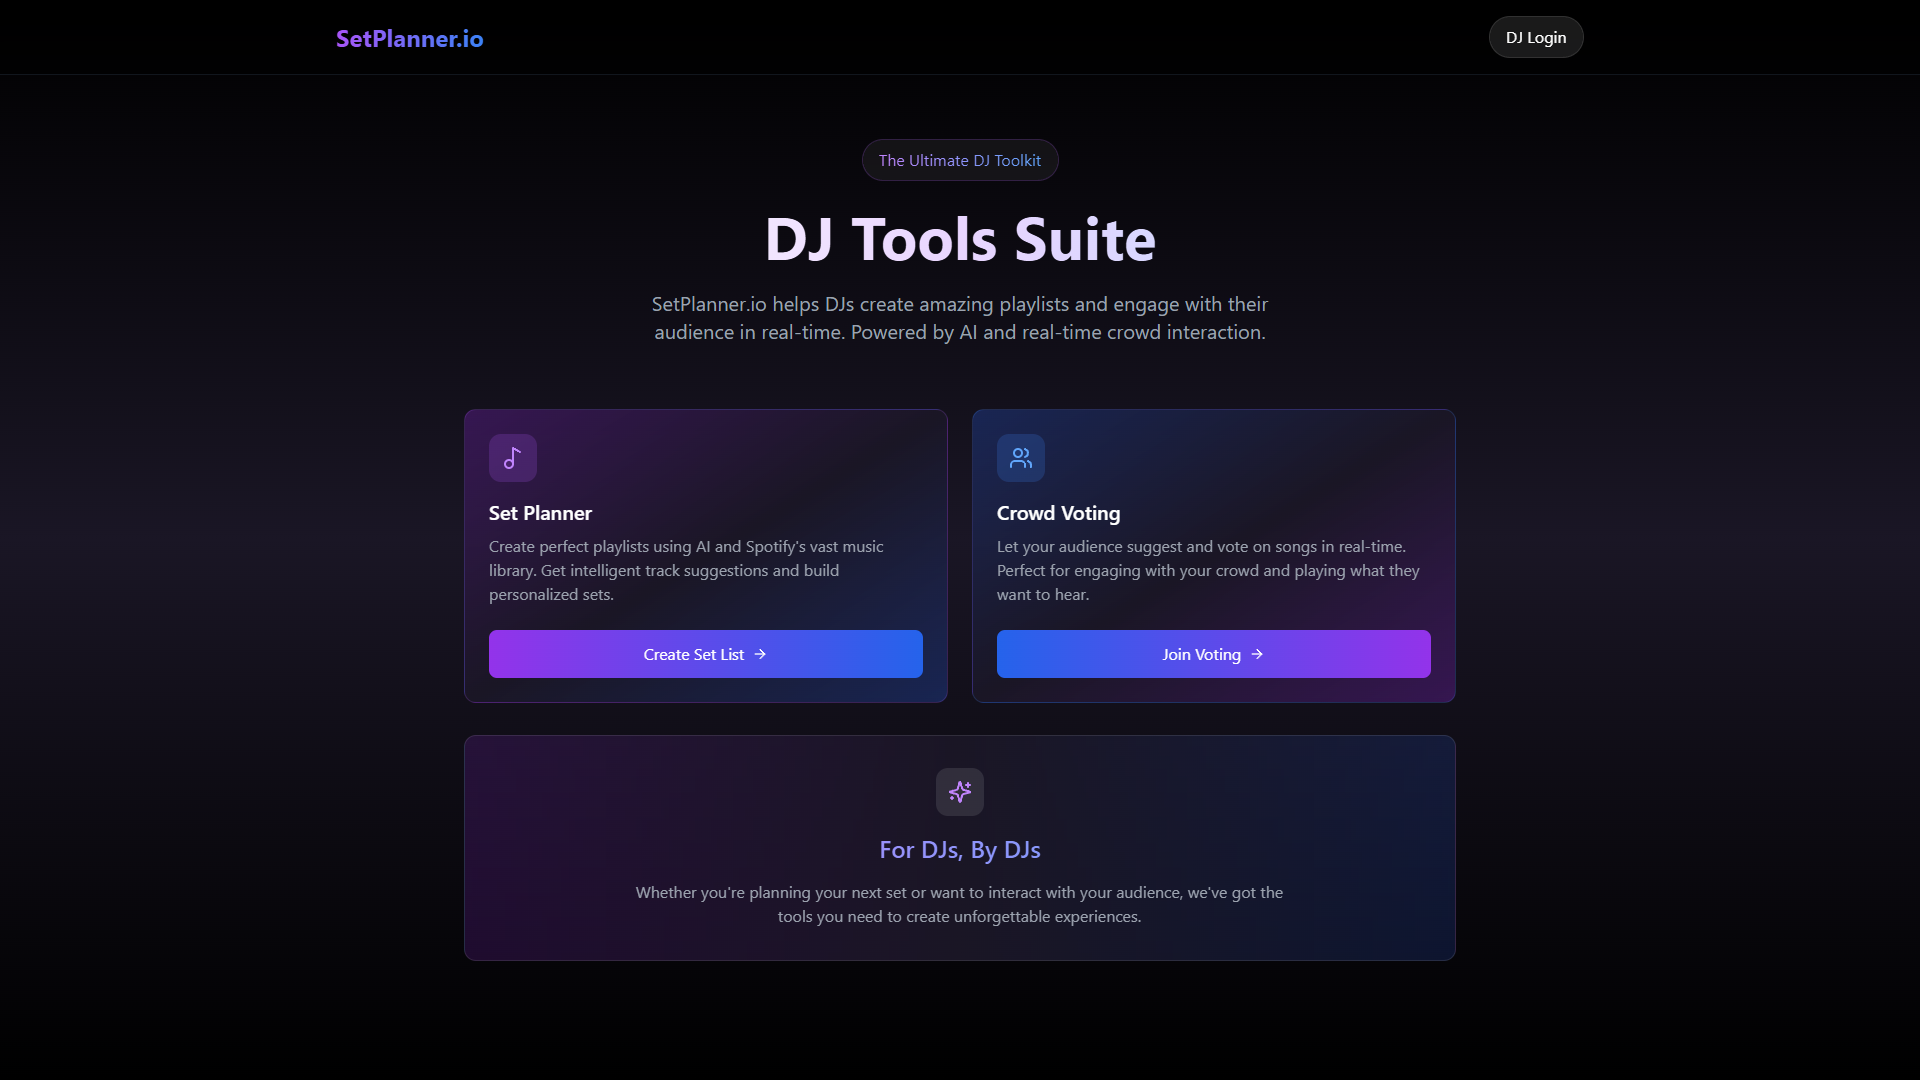 SetPlanner.io
DJ Login
The Ultimate DJ Toolkit
DJ Tools Suite
SetPlanner.io helps DJs create amazing playlists and engage with their
audience in real-time. Powered by AI and real-time crowd interaction.
Set Planner
Create perfect playlists using AI and Spotify's vast music
library. Get intelligent track suggestions and build
personalized sets.
Create Set List →
Crowd Voting
Let your audience suggest and vote on songs in real-time.
Perfect for engaging with your crowd and playing what they
want to hear.
Join Voting →
For DJs, By DJs
Whether you're planning your next set or want to interact with your audience, we've got the
tools you need to create unforgettable experiences.